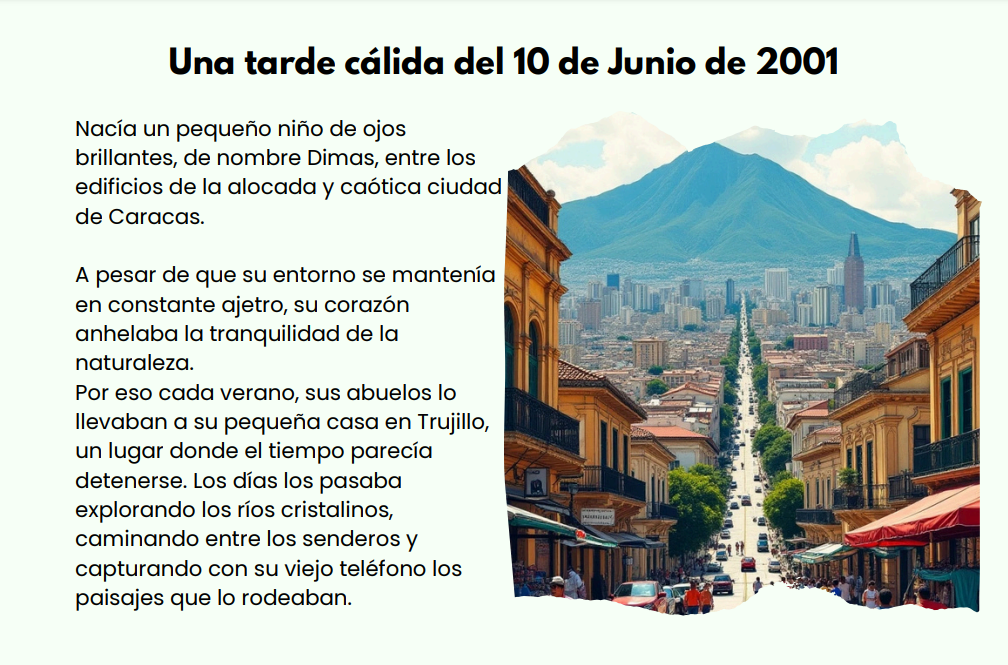 Una tarde cálida del 10 de Junio de 2001
Nacía un pequeño niño de ojos
brillantes, de nombre Dimas, entre los
edificios de la alocada y caótica ciudad
de Caracas.
A pesar de que su entorno se mantenía
en constante ajetro, su corazón
anhelaba la tranquilidad de la
naturaleza.
Por eso cada verano, sus abuelos lo
llevaban a su pequeña casa en Trujillo,
un lugar donde el tiempo parecía
detenerse. Los días los pasaba
explorando los ríos cristalinos,
caminando entre los senderos y
capturando con su viejo teléfono los
paisajes que lo rodeaban.